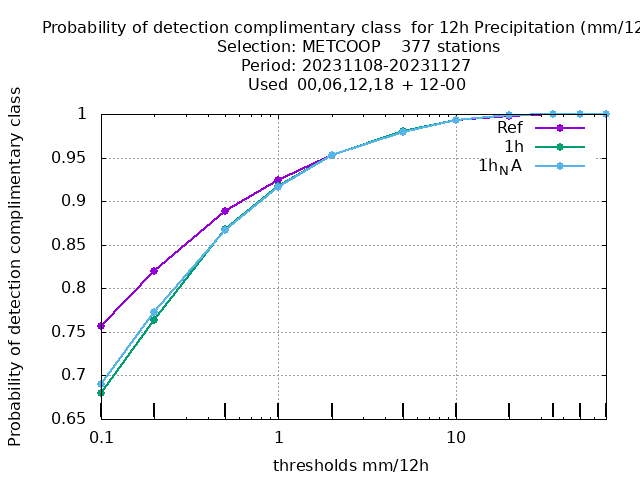 Probability of detection complimentary class  for 12h Precipitation (mm/12
Selection: METCOOP    377 stations
Period: 20231108-20231127
Used  00,06,12,18  + 12-00
Probability of detection complimentary class
1
0.95
0.9
0.85
0.8
0.75
0.7
0.65
Ref
1h
1hNA
0.1
1
10
thresholds mm/12h